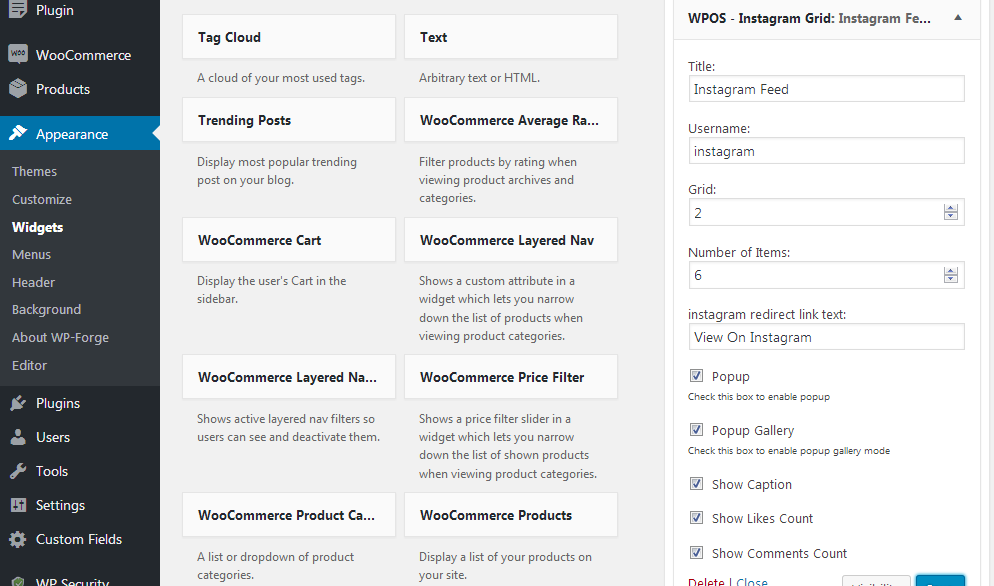 Plugin
WooCommerce
Products
Appearance
Themes
Customize
Widgets
Menus
Header
Background
About WP-Forge
Editor
Plugins
Users
Tools
Settings
Custom Fields
WP Security
Tag Cloud
A cloud of your most used tags.
Text
Arbitrary text or HTML.
Trending Posts
Display most popular trending
post on your blog.
WooCommerce Average Ra...
Filter products by rating when
viewing product archives and
categories.
WooCommerce Cart
Display the user's Cart in the
sidebar.
WooCommerce Layered Nav
Shows a custom attribute in a
widget which lets you narrow
down the list of products when
viewing product categories.
WooCommerce Layered Na...
Shows active layered nav filters so
users can see and deactivate them.
WooCommerce Price Filter
Shows a price filter slider in a
widget which lets you narrow
down the list of shown products
when viewing product categories.
WooCommerce Product Ca...
A list or dropdown of product
categories.
WooCommerce Products
Display a list of your products on
your site.
WPOS - Instagram Grid: Instagram Fe...
Title:
Instagram Feed
Username:
instagram
Grid:
2
Number of Items:
6
instagram redirect link text:
View On Instagram
Popup
Check this box to enable popup
Popup Gallery
Check this box to enable popup gallery mode
Show Caption
Show Likes Count
Show Comments Count
Delete | Close